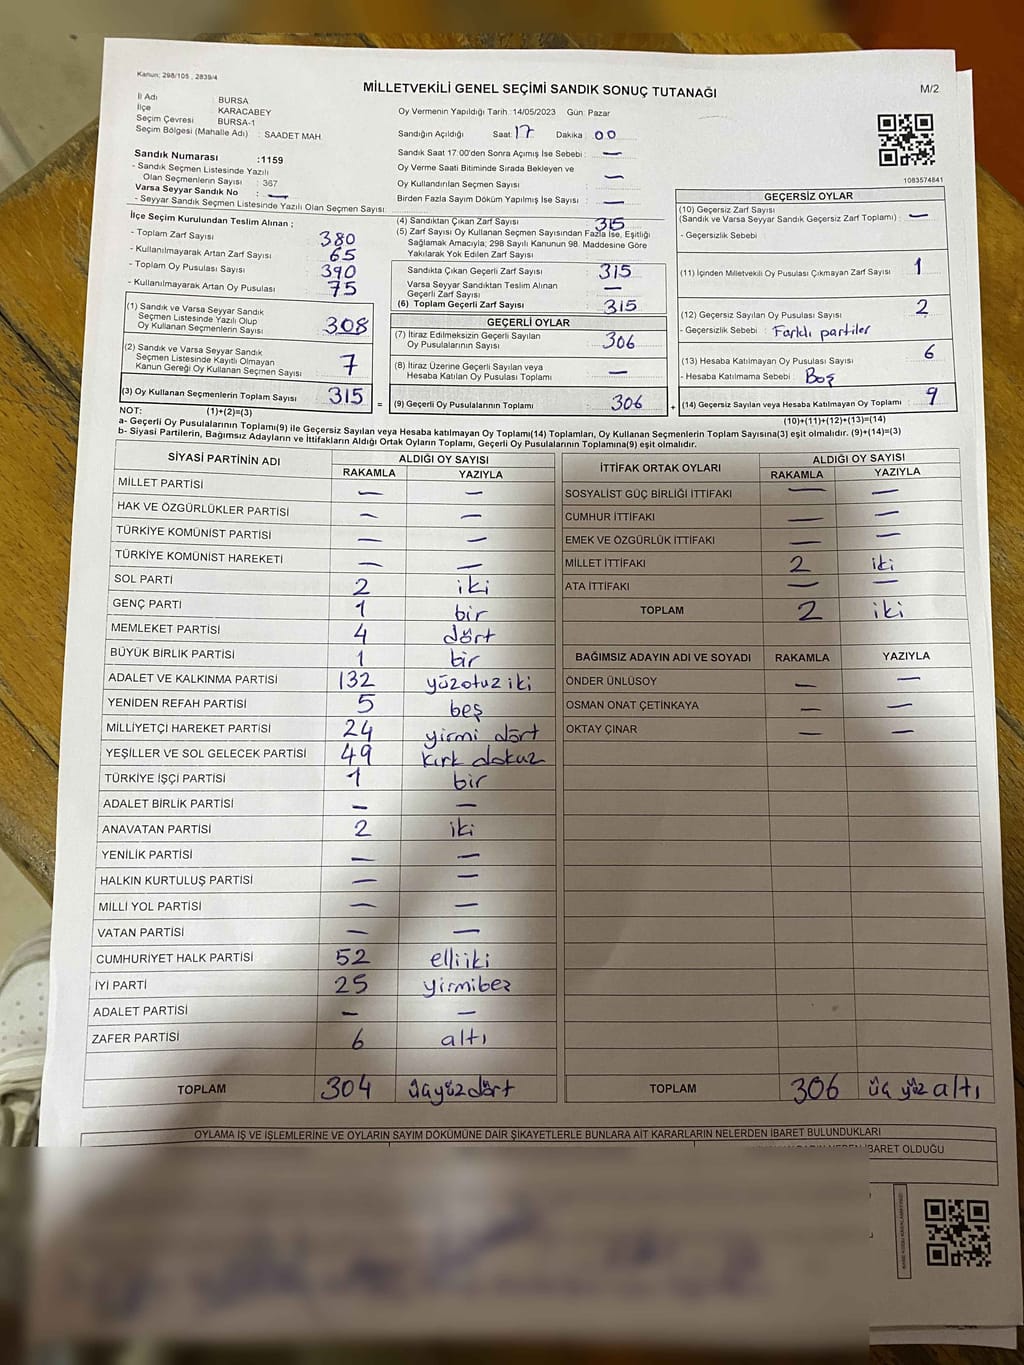 Kanun: 298/105 , 2839/4
MİLLETVEKİLİ GENEL SEÇİMİ SANDIK SONUÇ TUTANAĞI
M/2
İl Adı : BURSA
İlçe : KARACABEY
Seçim Çevresi : BURSA-1
Seçim Bölgesi (Mahalle Adı) : SAADET MAH.
Oy Vermenin Yapıldığı Tarih :14/05/2023 Gün: Pazar
Sandığın Açıldığı Saat: 17 Dakika : 00
Sandık Saat 17:00'den Sonra Açımış İse Sebebi : —
Oy Verme Saati Bitiminde Sırada Bekleyen ve
Oy Kullandırılan Seçmen Sayısı : —
Birden Fazla Sayım Döküm Yapılmış İse Sayısı : —
1083574841
Sandık Numarası :1159
- Sandık Seçmen Listesinde Yazılı
Olan Seçmenlerin Sayısı : 367
Varsa Seyyar Sandık No : —
- Seyyar Sandık Seçmen Listesinde Yazılı Olan Seçmen Sayısı:
İlçe Seçim Kurulundan Teslim Alınan ;
- Toplam Zarf Sayısı : 380
- Kullanılmayarak Artan Zarf Sayısı : 65
- Toplam Oy Pusulası Sayısı : 390
- Kullanılmayarak Artan Oy Pusulası : 75
(1) Sandık ve Varsa Seyyar Sandık
Seçmen Listesinde Yazılı Olup
Oy Kullanan Seçmenlerin Sayısı : 308
(2) Sandık ve Varsa Seyyar Sandık
Seçmen Listesinde Kayıtlı Olmayan
Kanun Gereği Oy Kullanan Seçmen Sayısı : 7
(3) Oy Kullanan Seçmenlerin Toplam Sayısı : 315 =
(4) Sandıktan Çıkan Zarf Sayısı : 315
(5) Zarf Sayısı Oy Kullanan Seçmen Sayısından Fazla İse, Eşitliği
Sağlamak Amacıyla; 298 Sayılı Kanunun 98. Maddesine Göre
Yakılarak Yok Edilen Zarf Sayısı :
Sandıkta Çıkan Geçerli Zarf Sayısı : 315
Varsa Seyyar Sandıktan Teslim Alınan
Geçerli Zarf Sayısı : —
(6) Toplam Geçerli Zarf Sayısı : 315
GEÇERLİ OYLAR
(7) İtiraz Edilmeksizin Geçerli Sayılan
Oy Pusulalarının Sayısı : 306
(8) İtiraz Üzerine Geçerli Sayılan veya
Hesaba Katılan Oy Pusulası Toplamı : —
(9) Geçerli Oy Pusulalarının Toplamı : 306 +
GEÇERSİZ OYLAR
(10) Geçersiz Zarf Sayısı
(Sandık ve Varsa Seyyar Sandık Geçersiz Zarf Toplamı) : —
- Geçersizlik Sebebi :
(11) İçinden Milletvekili Oy Pusulası Çıkmayan Zarf Sayısı : 1
(12) Geçersiz Sayılan Oy Pusulası Sayısı : 2
- Geçersizlik Sebebi : Farklı partiler
(13) Hesaba Katılmayan Oy Pusulası Sayısı : 6
- Hesaba Katılmama Sebebi : Boş
(14) Geçersiz Sayılan veya Hesaba Katılmayan Oy Toplamı : 9
NOT: (1)+(2)=(3) (10)+(11)+(12)+(13)=(14)
a- Geçerli Oy Pusulalarının Toplamı(9) ile Geçersiz Sayılan veya Hesaba katılmayan Oy Toplamı(14) Toplamları, Oy Kullanan Seçmenlerin Toplam Sayısına(3) eşit olmalıdır. (9)+(14)=(3)
b- Siyasi Partilerin, Bağımsız Adayların ve İttifakların Aldığı Ortak Oyların Toplamı, Geçerli Oy Pusulalarının Toplamına(9) eşit olmalıdır.
SİYASİ PARTİNİN ADI ALDIĞI OY SAYISI
RAKAMLA YAZIYLA
MİLLET PARTİSİ — —
HAK VE ÖZGÜRLÜKLER PARTİSİ — —
TÜRKİYE KOMÜNİST PARTİSİ — —
TÜRKİYE KOMÜNİST HAREKETİ — —
SOL PARTİ 2 iki
GENÇ PARTİ 1 bir
MEMLEKET PARTİSİ 4 dört
BÜYÜK BİRLİK PARTİSİ 1 bir
ADALET VE KALKINMA PARTİSİ 132 yüzotuz iki
YENİDEN REFAH PARTİSİ 5 beş
MİLLİYETÇİ HAREKET PARTİSİ 24 yirmi dört
YEŞİLLER VE SOL GELECEK PARTİSİ 49 kırk dokuz
TÜRKİYE İŞÇİ PARTİSİ 1 bir
ADALET BİRLİK PARTİSİ — —
ANAVATAN PARTİSİ 2 iki
YENİLİK PARTİSİ — —
HALKIN KURTULUŞ PARTİSİ — —
MİLLİ YOL PARTİSİ — —
VATAN PARTİSİ — —
CUMHURİYET HALK PARTİSİ 52 elliiki
İYİ PARTİ 25 yirmibeş
ADALET PARTİSİ — —
ZAFER PARTİSİ 6 altı
TOPLAM 304 üçyüzdört
İTTİFAK ORTAK OYLARI ALDIĞI OY SAYISI
RAKAMLA YAZIYLA
SOSYALİST GÜÇ BİRLİĞİ İTTİFAKI — —
CUMHUR İTTİFAKI — —
EMEK VE ÖZGÜRLÜK İTTİFAKI — —
MİLLET İTTİFAKI 2 iki
ATA İTTİFAKI — —
TOPLAM 2 iki
BAĞIMSIZ ADAYIN ADI VE SOYADI RAKAMLA YAZIYLA
ÖNDER ÜNLÜSOY — —
OSMAN ONAT ÇETİNKAYA — —
OKTAY ÇINAR — —
TOPLAM 306 üç yüz altı
OYLAMA İŞ VE İŞLEMLERİNE VE OYLARIN SAYIM DÖKÜMÜNE DAİR ŞİKAYETLERLE BUNLARA AİT KARARLARIN NELERDEN İBARET BULUNDUKLARI
İBARET OLDUĞU